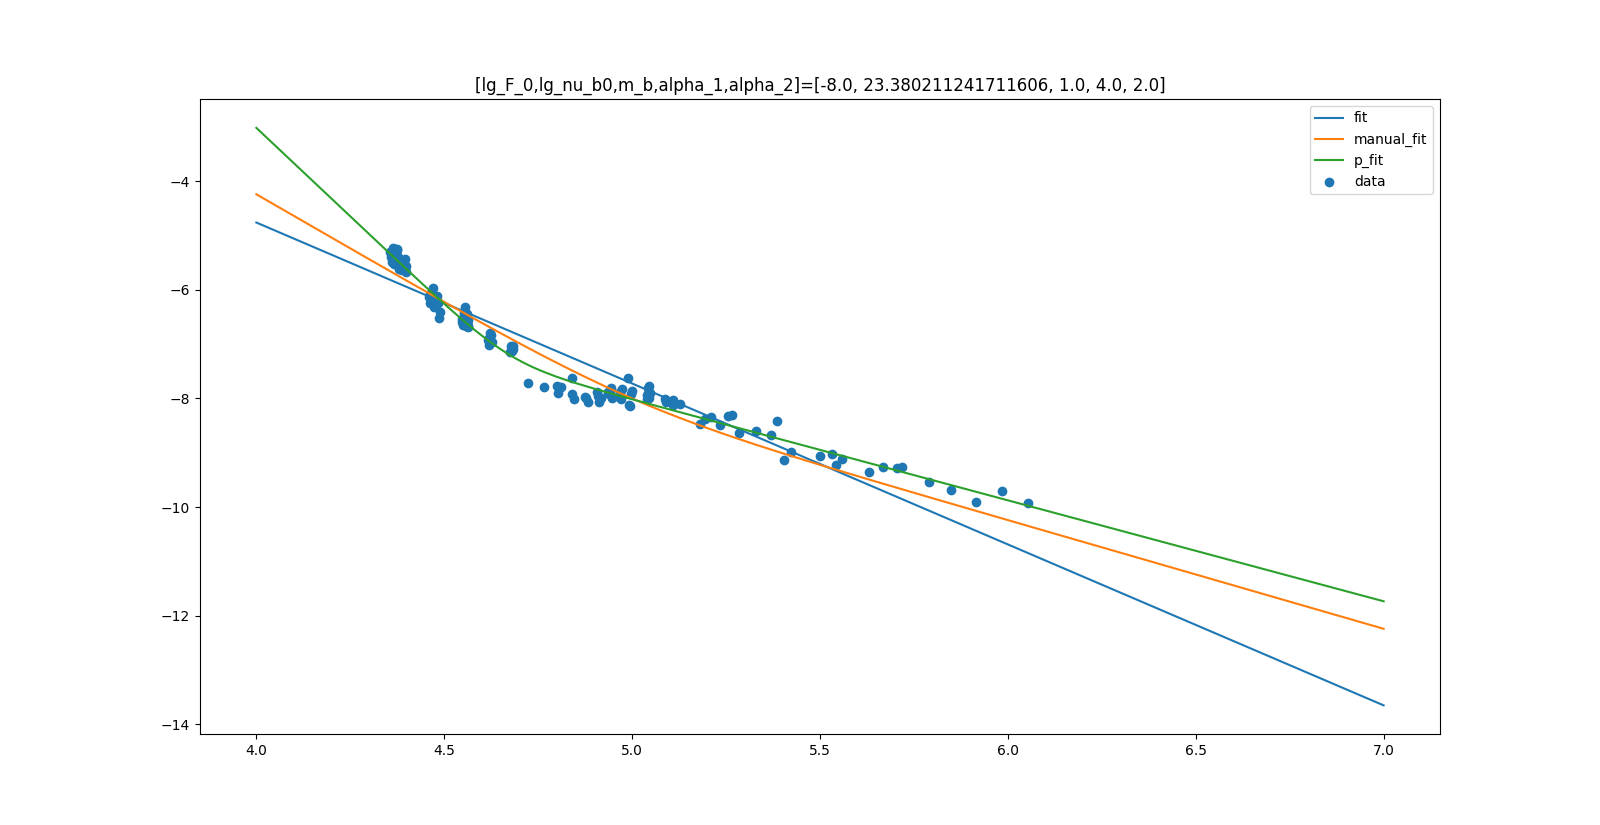 [lg_F_0,lg_nu_b0,m_b,alpha_1,alpha_2]=[-8.0, 23.380211241711606, 1.0, 4.0, 2.0]
fit
manual_fit
p_fit
data
−4
−6
−8
−10
−12
−14
4.0 4.5 5.0 5.5 6.0 6.5 7.0